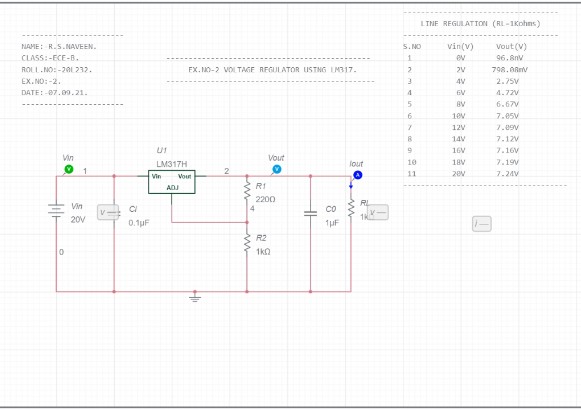 LINE REGULATION (RL-1Kohms)
NAME:-R.S.NAVEEN.
CLASS:-ECE-B.
ROLL.NO:-20L232.
EX.NO:-2.
DATE:-07.09.21.
EX.NO-2 VOLTAGE REGULATOR USING LM317.
S.NO Vin(V) Vout(V)
1 0V 96.8nV
2 2V 798.08mV
3 4V 2.75V
4 6V 4.72V
5 8V 6.67V
6 10V 7.05V
7 12V 7.09V
8 14V 7.12V
9 16V 7.16V
10 18V 7.19V
11 20V 7.24V
U1
LM317H
Vin
V
1
Vin Vout
ADJ
2
Vout
V
Iout
A
R1
220Ω
4
Vin
20V
V
Ci
0.1µF
C0
1µF
RL
1k
V
i
R2
1kΩ
0